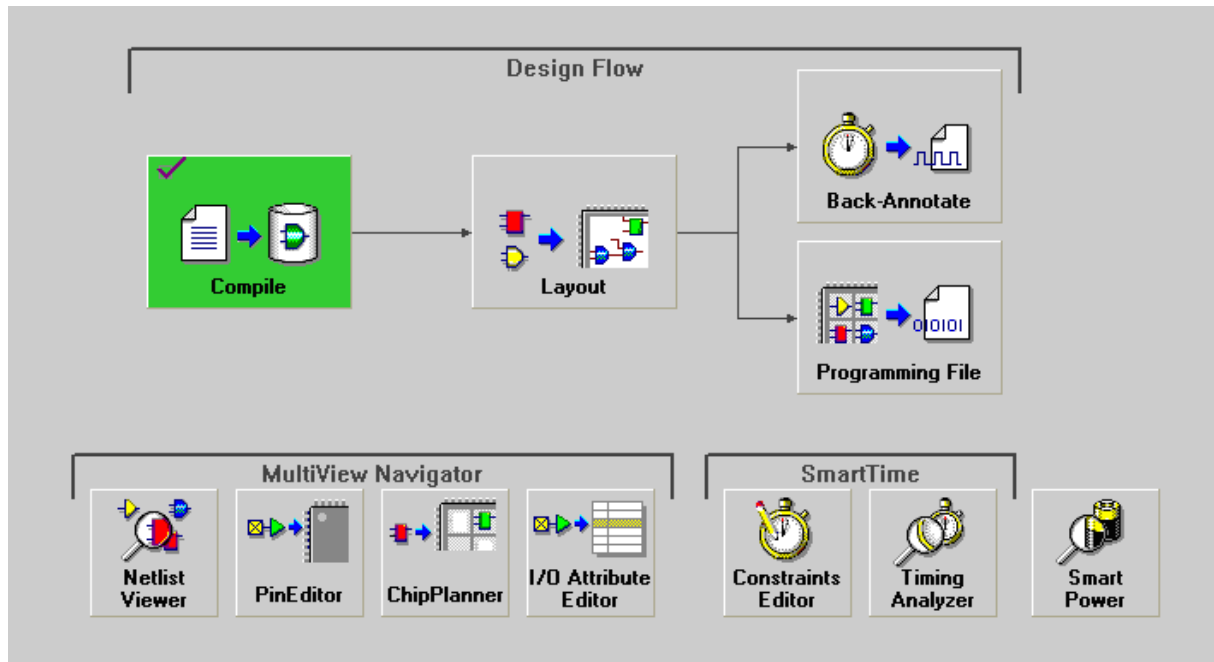 Design Flow
Compile
Layout
Back-Annotate
010101
Programming File
MultiView Navigator
Netlist
Viewer
PinEditor
ChipPlanner
I/O Attribute
Editor
SmartTime
Constraints
Editor
Timing
Analyzer
Smart
Power